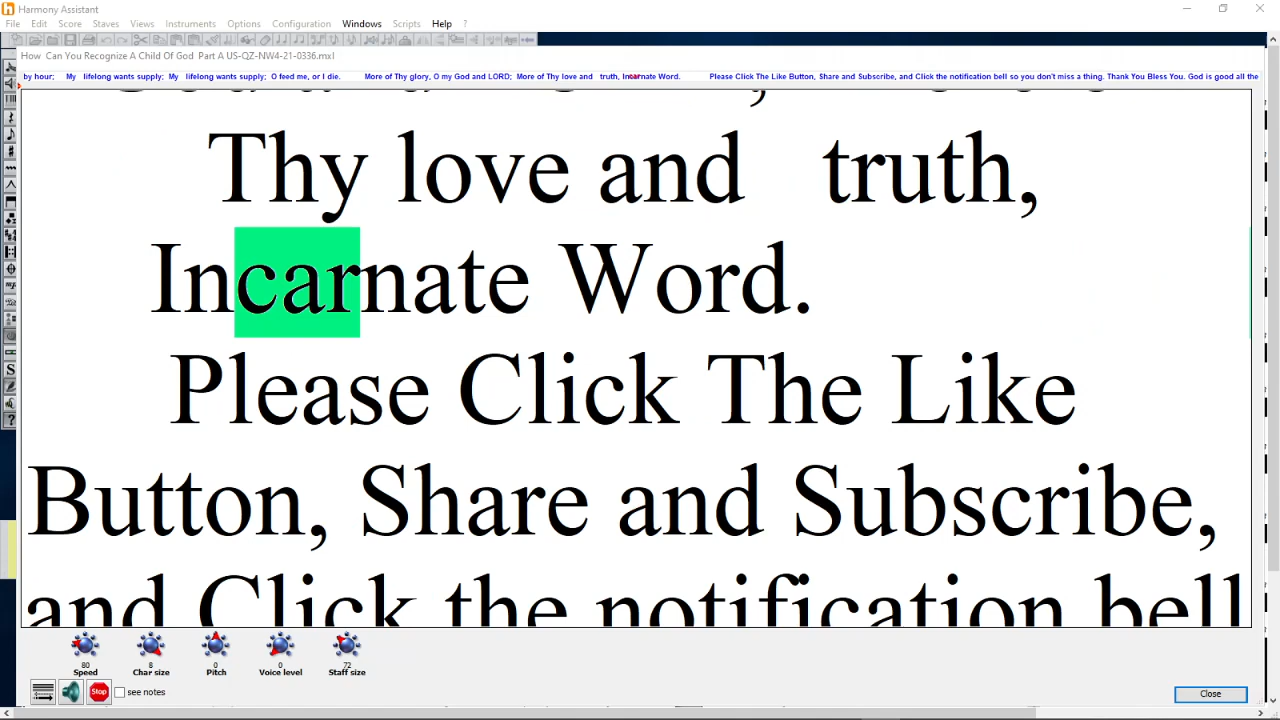 Harmony Assistant
File Edit Score Staves Views Instruments Options Configuration Windows Scripts Help ?
How Can You Recognize A Child Of God Part A US-QZ-NW4-21-0336.mxl
by hour; My lifelong wants supply; My lifelong wants supply; O feed me, or I die. More of Thy glory, O my God and LORD; More of Thy love and truth, Incarnate Word. Please Click The Like Button, Share and Subscribe, and Click the notification bell so you don't miss a thing. Thank You Bless You. God is good all the
Thy love and truth,
Incarnate Word.
Please Click The Like
Button, Share and Subscribe,
and Click the notification bell
80 8 0 0 72
Speed Char size Pitch Voice level Staff size
Stop see notes Close